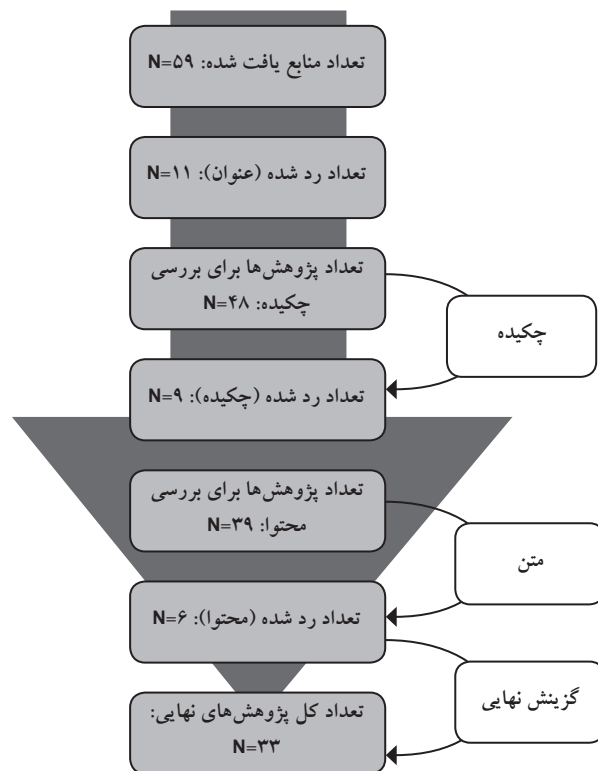 تعداد منابع یافت شده: N=۵۹
تعداد رد شده (عنوان): N=۱۱
تعداد پژوهش‌ها برای بررسی
چکیده: N=۴۸
چکیده
تعداد رد شده (چکیده): N=۹
تعداد پژوهش‌ها برای بررسی
محتوا: N=۳۹
متن
تعداد رد شده (محتوا): N=۶
گزینش نهایی
تعداد کل پژوهش‌های نهایی:
N=۳۳